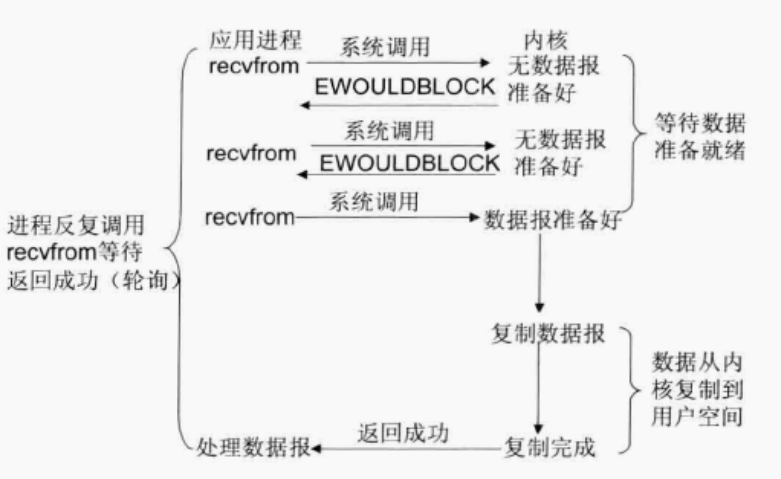 应用进程
系统调用
内核
recvfrom
无数据报
EWOULDBLOCK
准备好
系统调用
无数据报
等待数据
准备就绪
recvfrom
EWOULDBLOCK
准备好
系统调用
recvfrom
数据报准备好
进程反复调用
recvfrom等待
返回成功（轮询）
复制数据报
数据从内
核复制到
用户空间
返回成功
处理数据报
复制完成